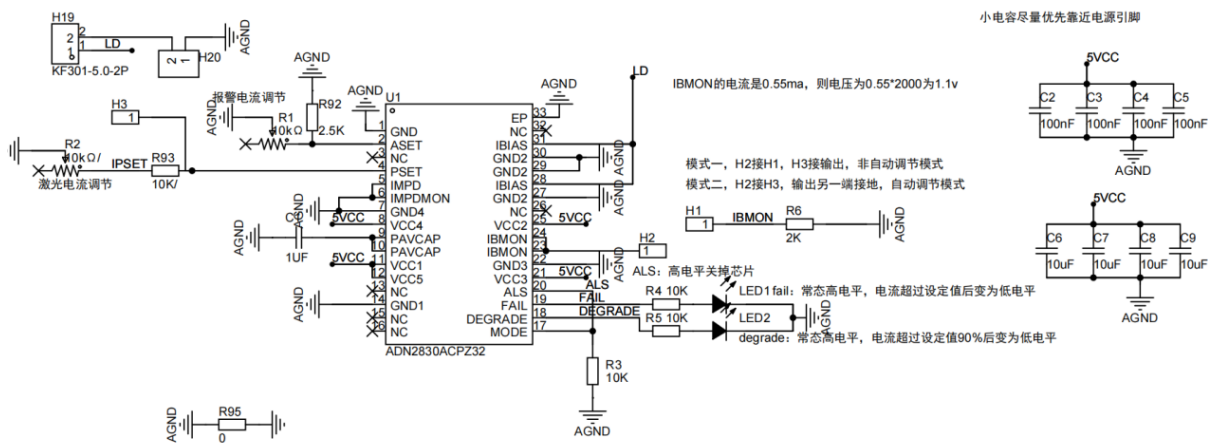 小电容尽量优先靠近电源引脚
H19
2
1
LD
KF301-5.0-2P
2
1
H20
AGND
AGND
报警电流调节
R92
2.5K
AGND
R1
10kΩ
H3
1
AGND
R2
10kΩ/
IPSET
R93
10K/
激光电流调节
U1
1
GND
2
ASET
3
NC
4
PSET
5
IMPD
6
IMPDMON
7
GND4
8
VCC4
9
PAVCAP
10
PAVCAP
11
VCC1
12
VCC5
13
NC
14
GND1
15
NC
16
NC
EP
33
NC
32
IBIAS
31
GND2
30
GND2
29
IBIAS
28
GND2
27
NC
26
VCC2
25
IBMON
24
IBMON
23
GND3
22
VCC3
21
ALS
20
FAIL
19
DEGRADE
18
MODE
17
ADN2830ACPZ32
AGND
AGND
5VCC
AGND
1UF
5VCC
AGND
AGND
LD
AGND
AGND
5VCC
H2
1
AGND
5VCC
ALS
FAIL
DEGRADE
IBMON的电流是0.55ma，则电压为0.55*2000为1.1v
模式一，H2接H1，H3接输出，非自动调节模式
模式二，H2接H3，输出另一端接地，自动调节模式
H1
1
IBMON
R6
2K
AGND
ALS：高电平关掉芯片
R4 10K
LED1
fail：常态高电平，电流超过设定值后变为低电平
R5 10K
LED2
AGND
degrade：常态高电平，电流超过设定值90%后变为低电平
R3
10K
AGND
5VCC
C2
100nF
C3
100nF
C4
100nF
C5
100nF
AGND
5VCC
C6
10uF
C7
10uF
C8
10uF
C9
10uF
AGND
AGND
R95
0